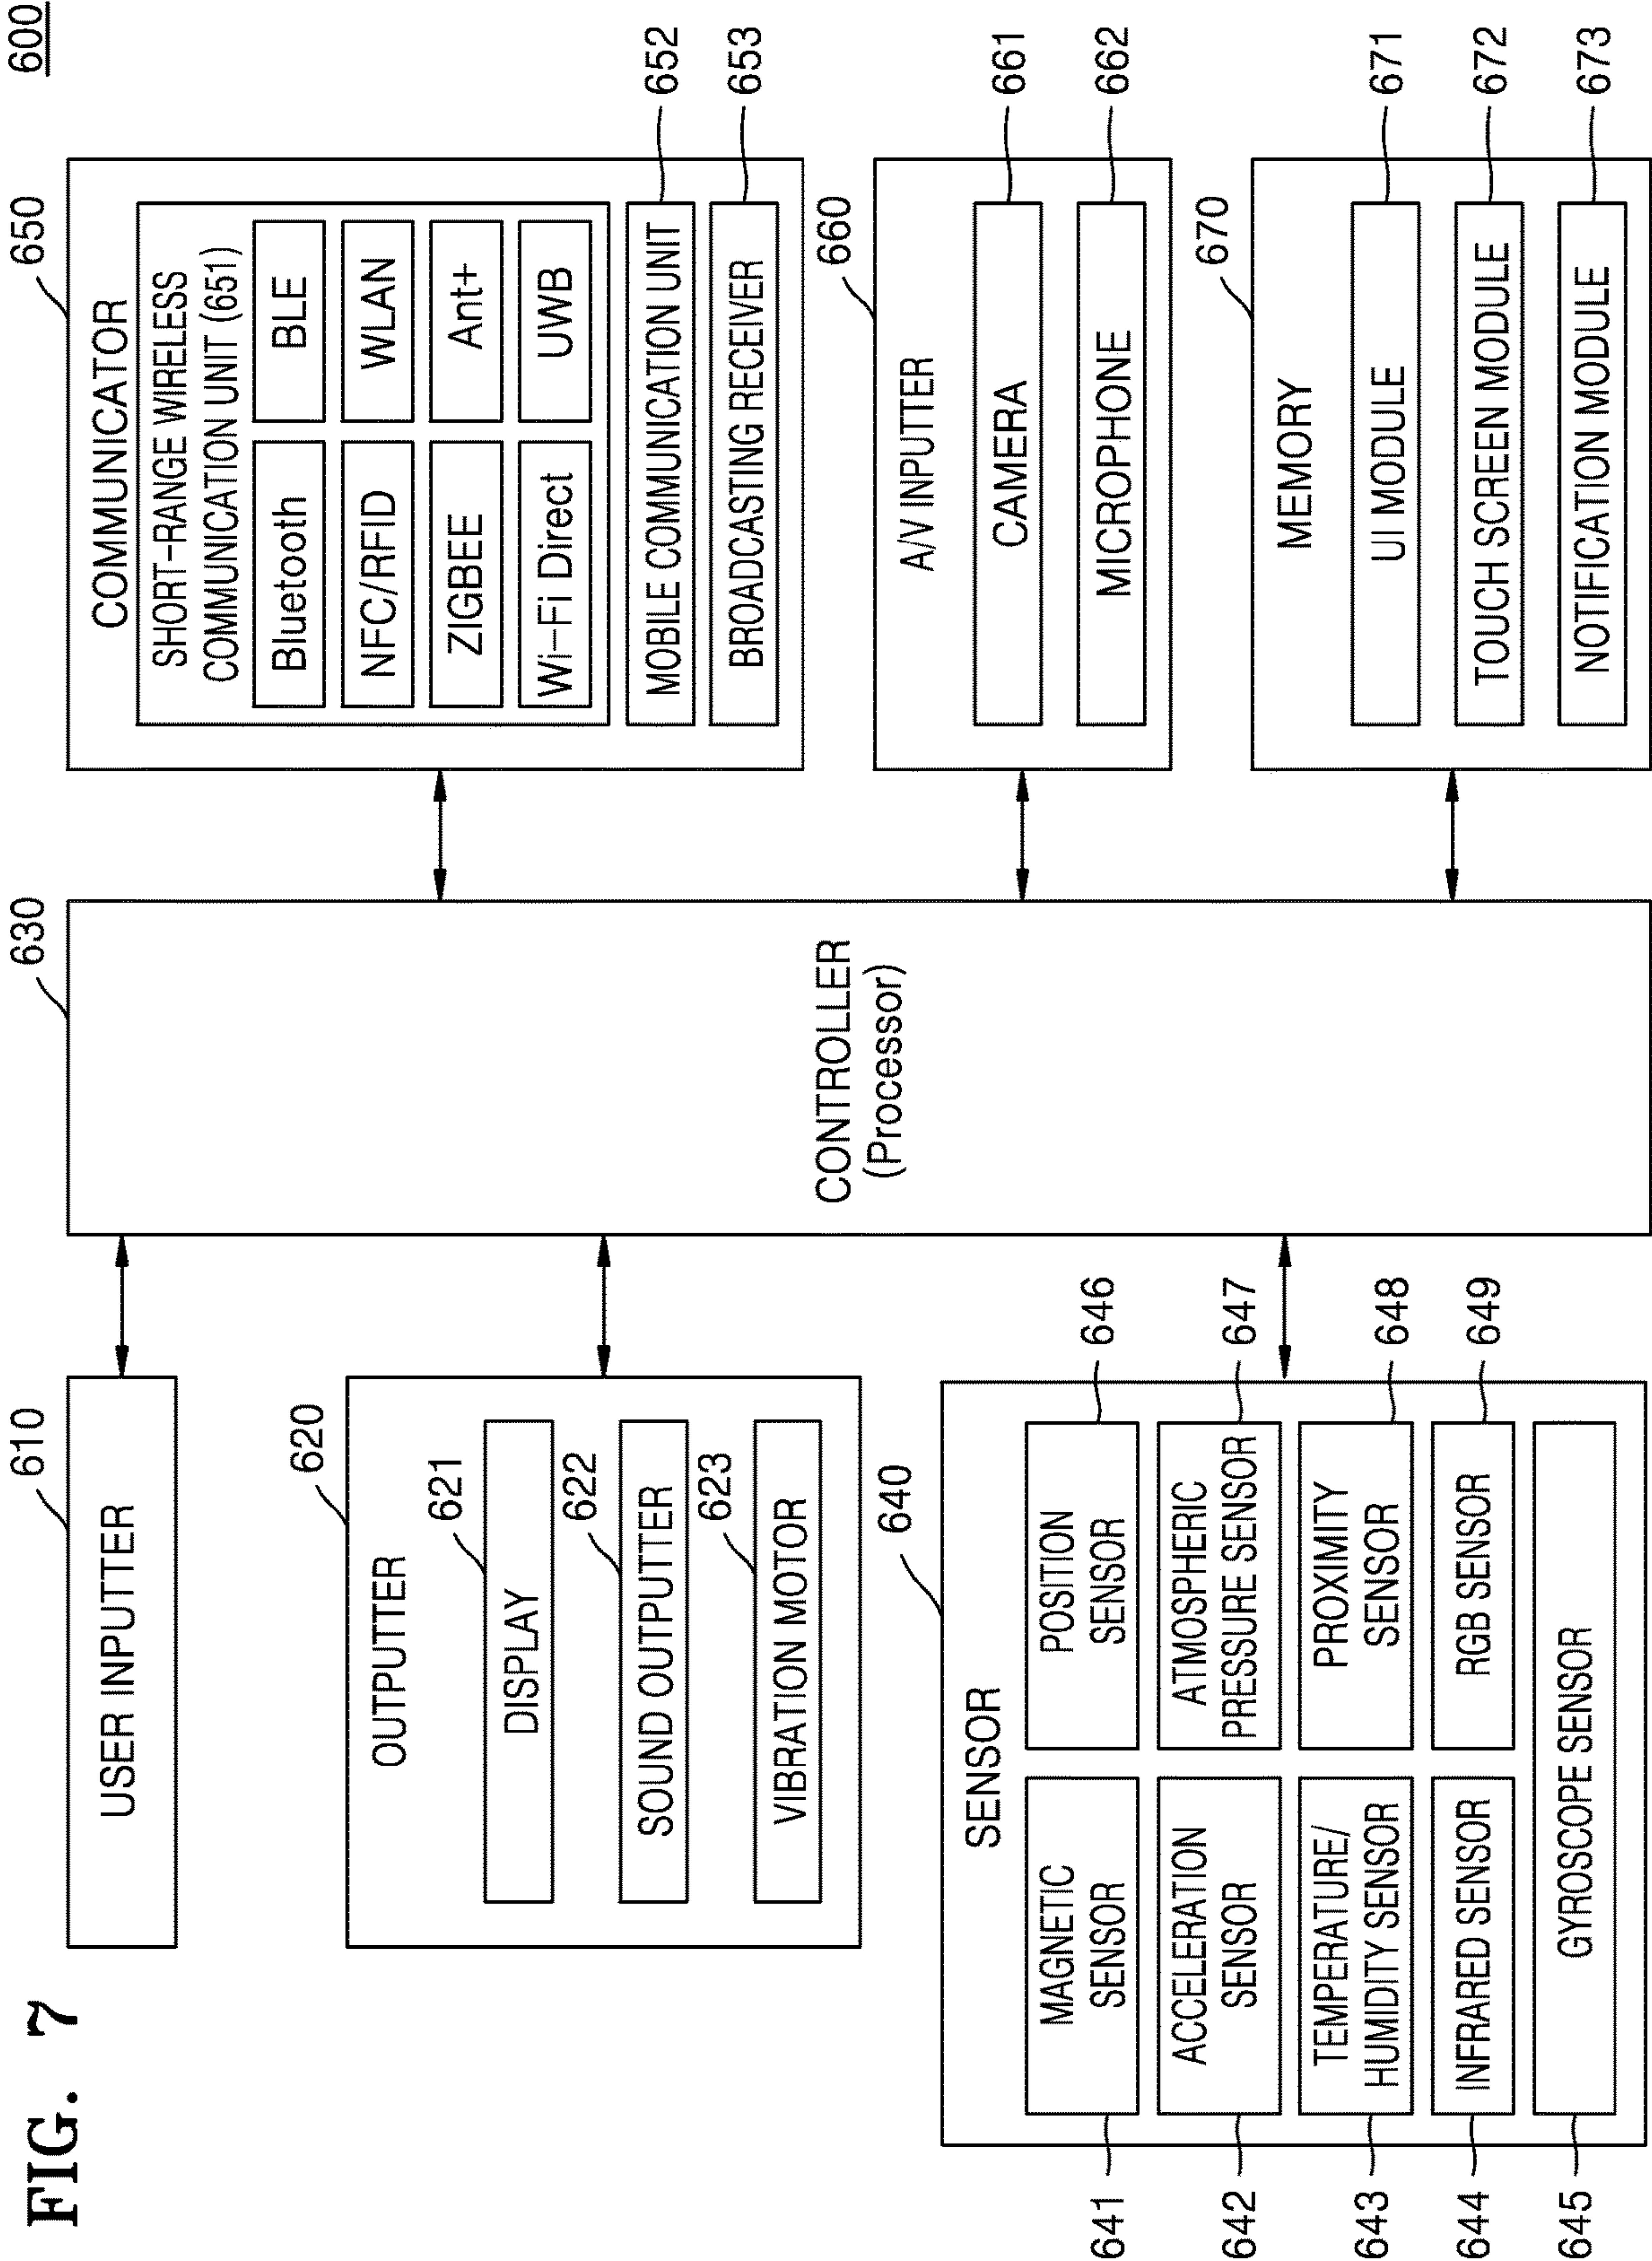 FIG. 7
600
610
USER INPUTTER
620
OUTPUTTER
621
DISPLAY
622
SOUND OUTPUTTER
623
VIBRATION MOTOR
640
SENSOR
641
MAGNETIC
SENSOR
POSITION
SENSOR
646
642
ACCELERATION
SENSOR
ATMOSPHERIC
PRESSURE SENSOR
647
643
TEMPERATURE/
HUMIDITY SENSOR
PROXIMITY
SENSOR
648
644
INFRARED SENSOR
RGB SENSOR
649
645
GYROSCOPE SENSOR
630
CONTROLLER
(Processor)
650
COMMUNICATOR
SHORT-RANGE WIRELESS
COMMUNICATION UNIT (651)
Bluetooth
BLE
NFC/RFID
WLAN
ZIGBEE
Ant+
Wi-Fi Direct
UWB
MOBILE COMMUNICATION UNIT
652
BROADCASTING RECEIVER
653
660
A/V INPUTTER
CAMERA
661
MICROPHONE
662
670
MEMORY
UI MODULE
671
TOUCH SCREEN MODULE
672
NOTIFICATION MODULE
673